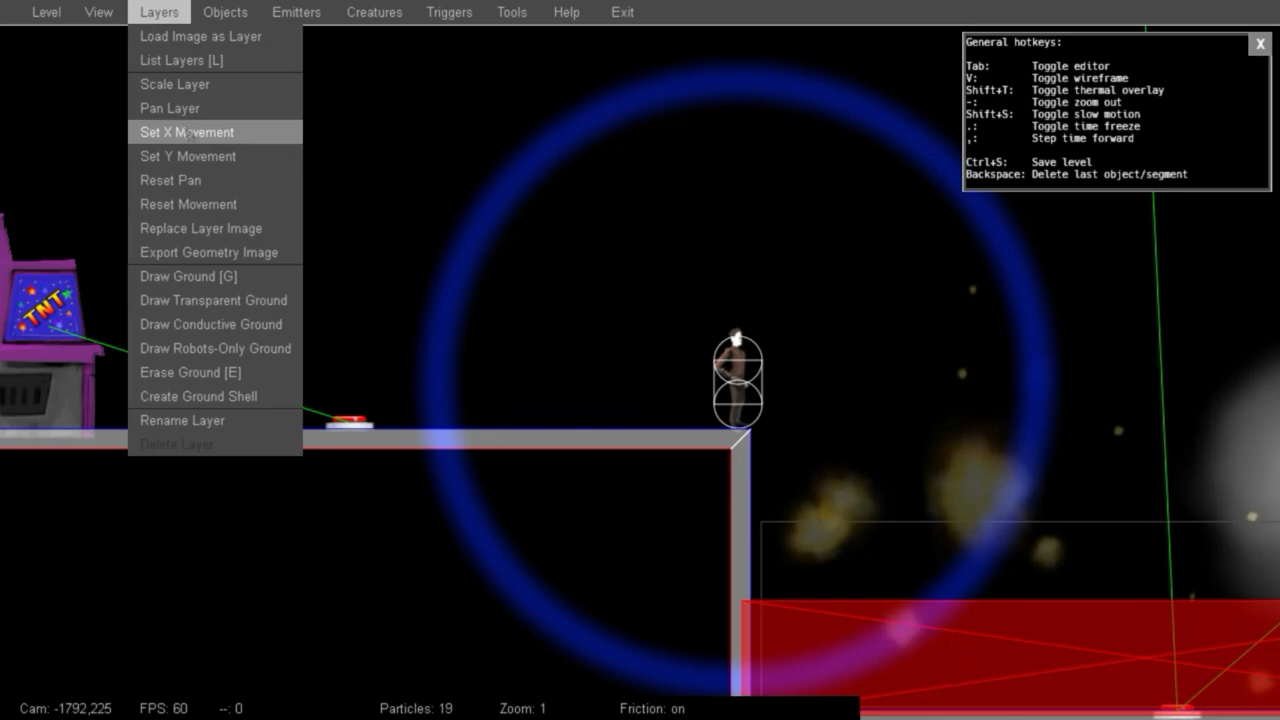 Level View Layers Objects Emitters Creatures Triggers Tools Help Exit
Load Image as Layer
List Layers [L]
Scale Layer
Pan Layer
Set X Movement
Set Y Movement
Reset Pan
Reset Movement
Replace Layer Image
Export Geometry Image
Draw Ground [G]
Draw Transparent Ground
Draw Conductive Ground
Draw Robots-Only Ground
Erase Ground [E]
Create Ground Shell
Rename Layer
Delete Layer
General hotkeys:
X
Tab: Toggle editor
V: Toggle wireframe
Shift+T: Toggle thermal overlay
-: Toggle zoom out
Shift+S: Toggle slow motion
.: Toggle time freeze
,: Step time forward
Ctrl+S: Save level
Backspace: Delete last object/segment
TNT
Cam: -1792,225 FPS: 60 --: 0 Particles: 19 Zoom: 1 Friction: on